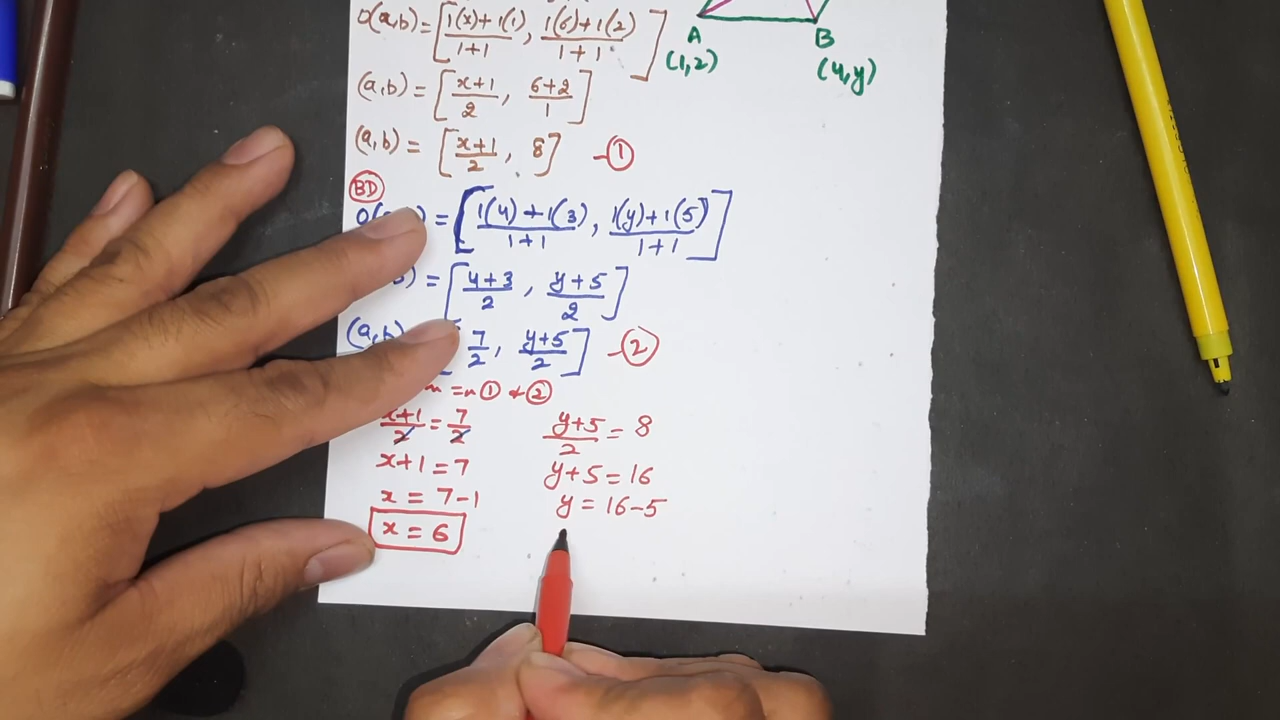 O(a,b) = [1(x)+1(1)/1+1, 1(6)+1(2)/1+1]
A
B
(1,2)
(4,y)
(a,b) = [x+1/2, 6+2/1]
(a,b) = [x+1/2, 8] -①
BD
= [1(4)+1(3)/1+1, 1(y)+1(5)/1+1]
) = [4+3/2, y+5/2]
(a,b) 7/2, y+5/2] -②
=n ① & ②
x+1/2 = 7/2 y+5/2 = 8
x+1 = 7 y+5 = 16
x = 7-1 y = 16-5
x = 6